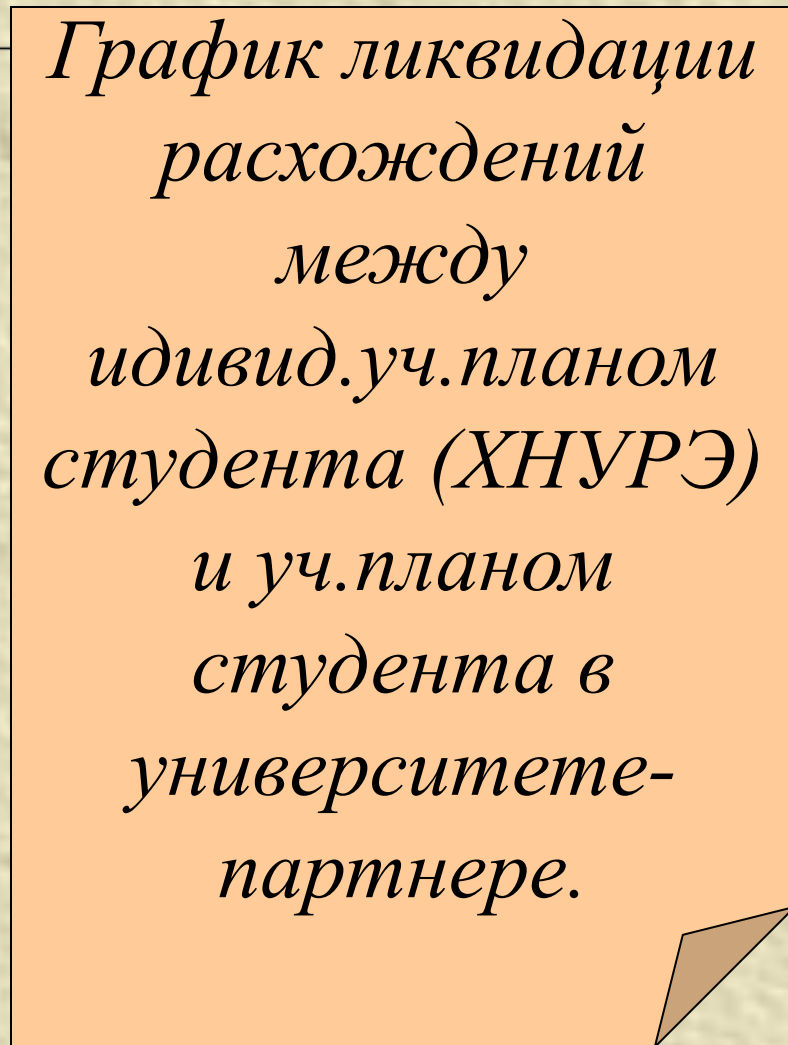 График ликвидации
расхождений
между
идивид.уч.планом
студента (ХНУРЭ)
и уч.планом
студента в
университете-
партнере.